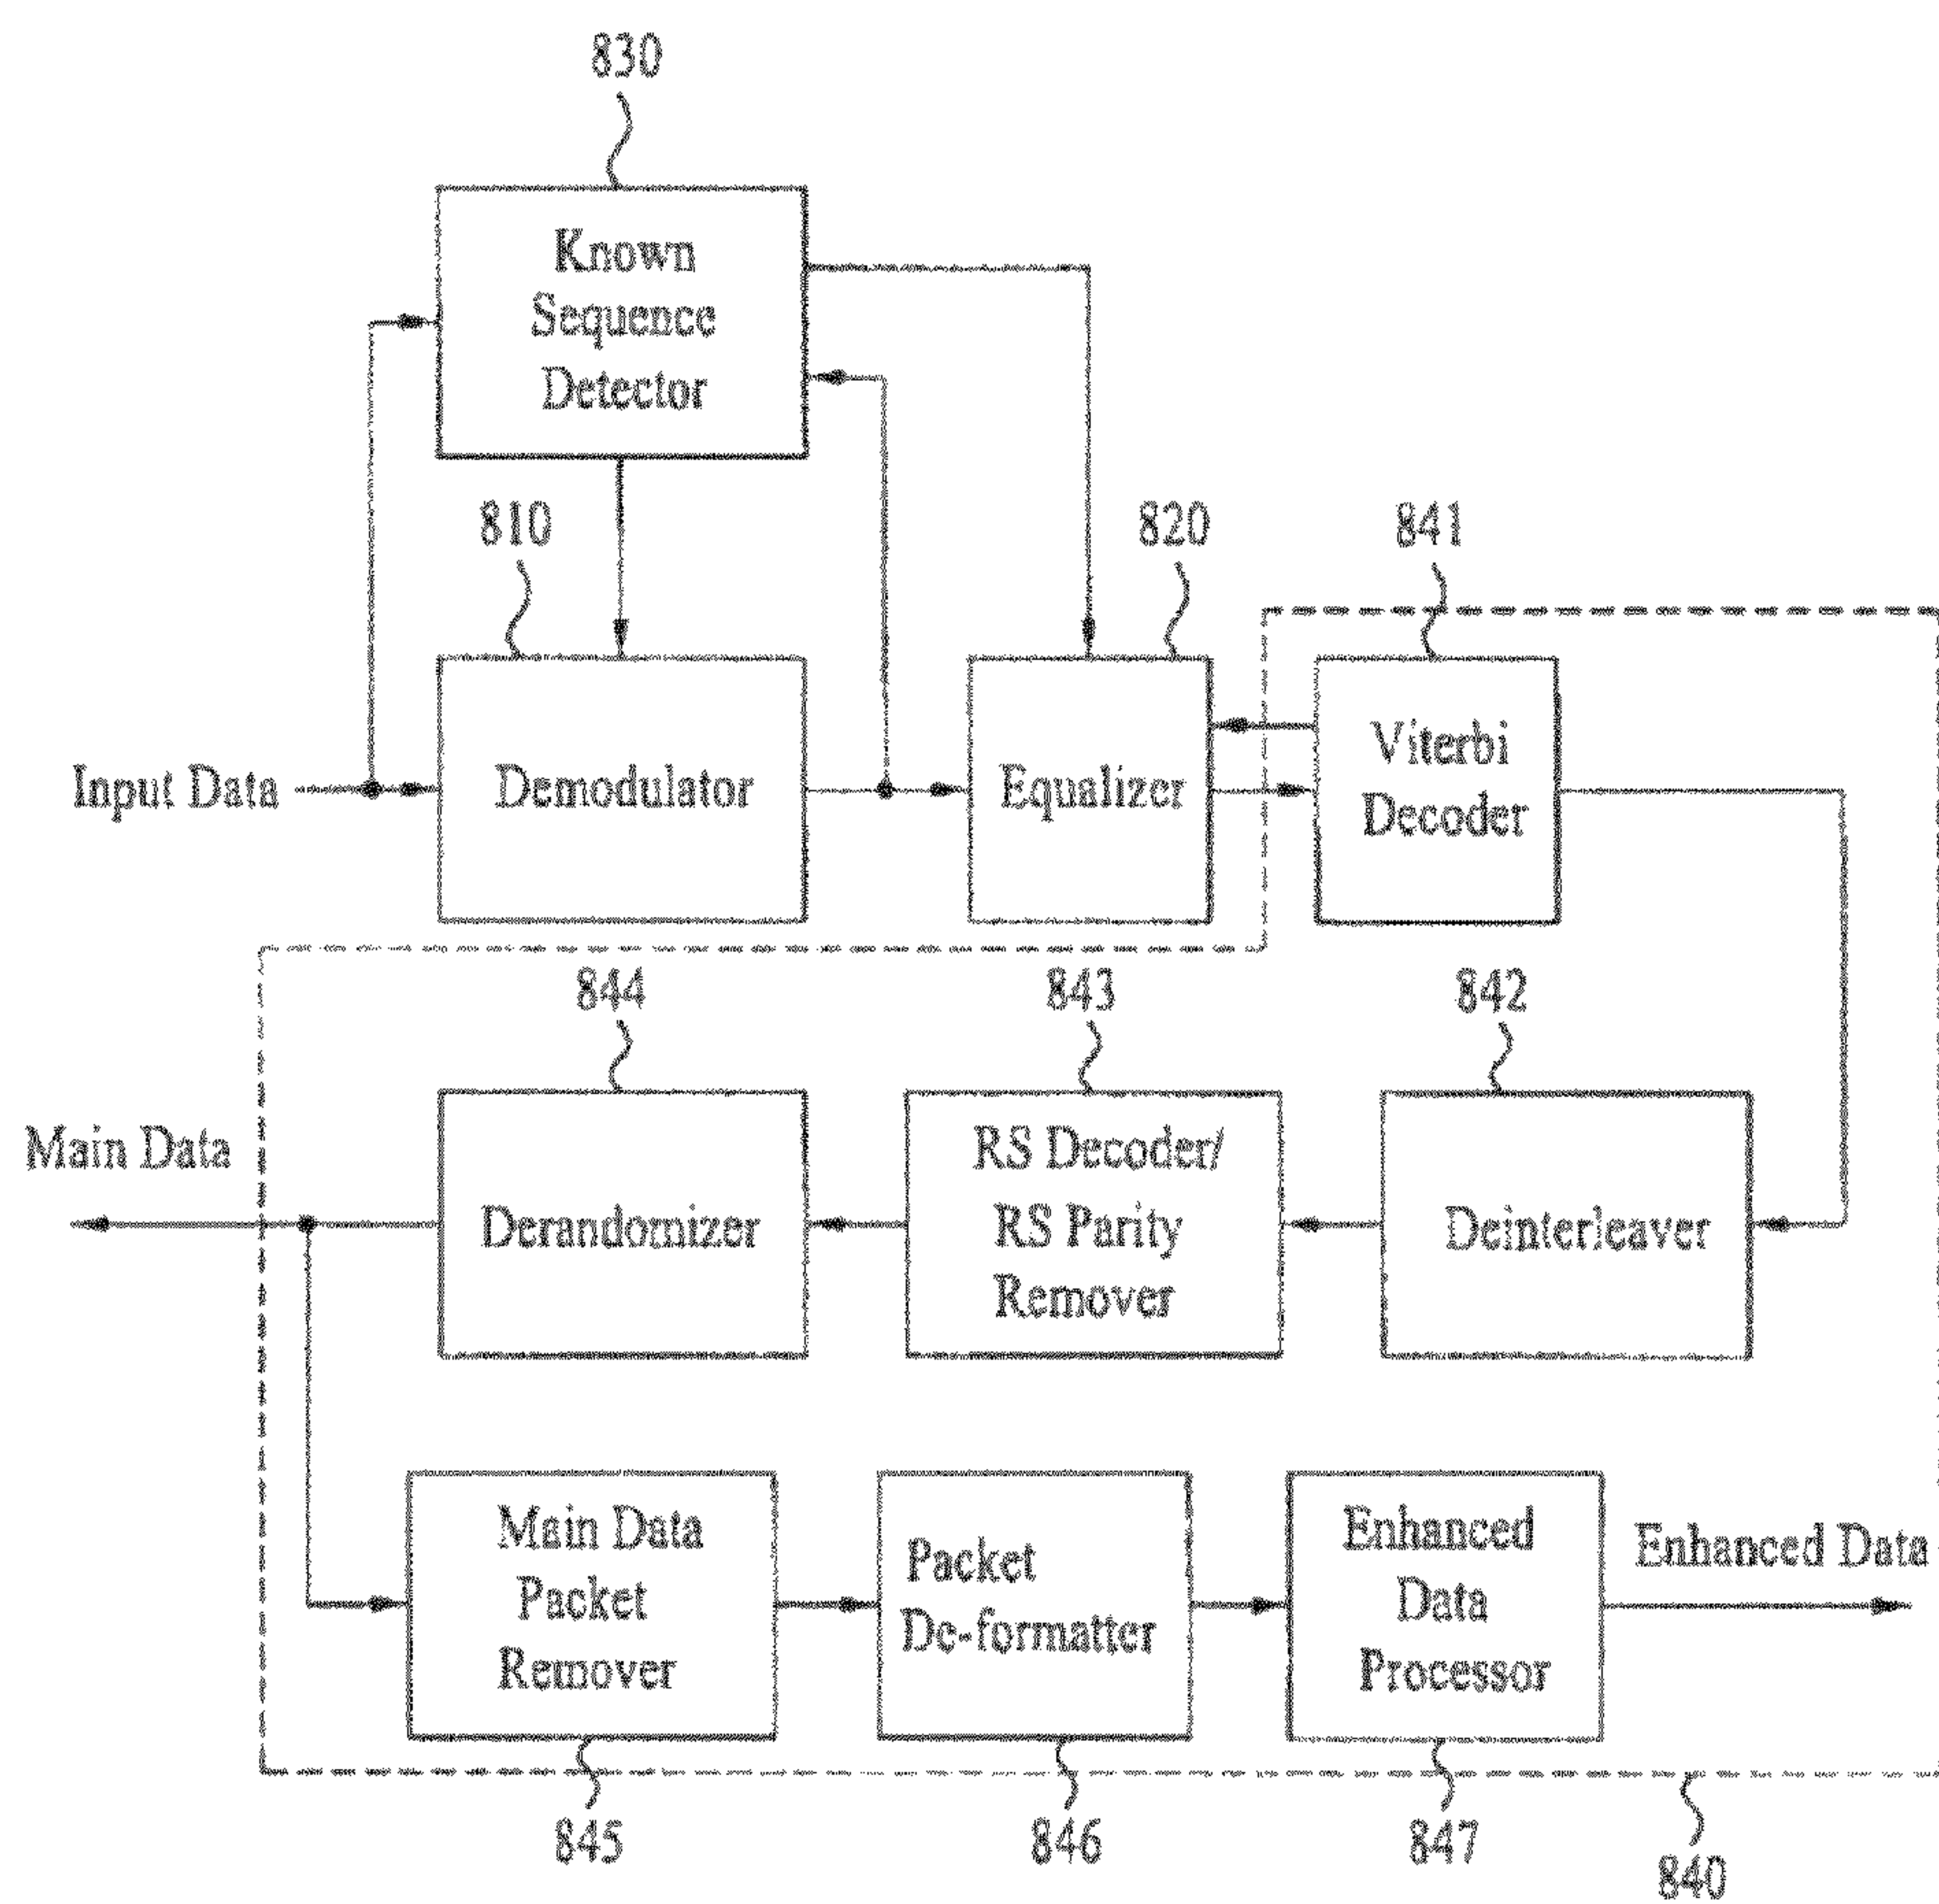 830
Known
Sequence
Detector
810
820
841
Input Data
Demodulator
Equalizer
Viterbi
Decoder
844
843
842
Main Data
Derandomizer
RS Decoder/
RS Parity
Remover
Deinterleaver
Main Data
Packet
Remover
Packet
De-formatter
Enhanced
Data
Processor
Enhanced Data
845
846
847
840